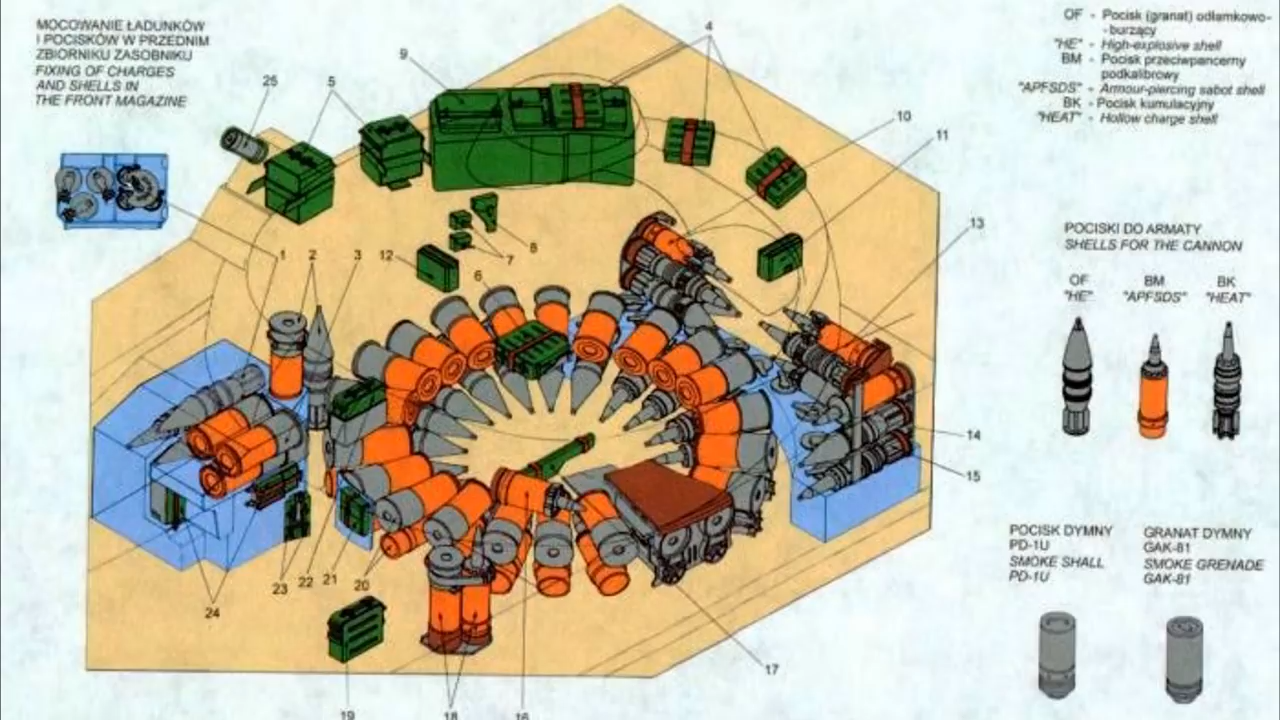 MOCOWANIE ŁADUNKÓW
I POCISKÓW W PRZEDNIM
ZBIORNIKU ZASOBNIKU
FIXING OF CHARGES
AND SHELLS IN
THE FRONT MAGAZINE
OF - Pocisk (granat) odłamkowo-
-burzący
"HE" - High-explosive shell
BM - Pocisk przeciwpancerny
podkalibrowy
"APFSDS" - Armour-piercing sabot shell
BK - Pocisk kumulacyjny
"HEAT" - Hollow charge shell
4
9
25
5
10
11
13
POCISKI DO ARMATY
SHELLS FOR THE CANNON
OF BM BK
"HE" "APFSDS" "HEAT"
1 2 3 12
8
7
6
14
15
POCISK DYMNY
PD-1U
SMOKE SHALL
PD-1U
GRANAT DYMNY
GAK-81
SMOKE GRENADE
GAK-81
24
23
22
21
20
17
19
18
16